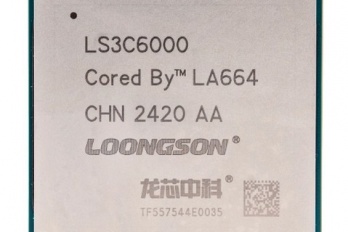 LS3C6000
Cored By™ LA664
CHN 2420 AA
LOONGSON
龙芯中科
TF557544E0035